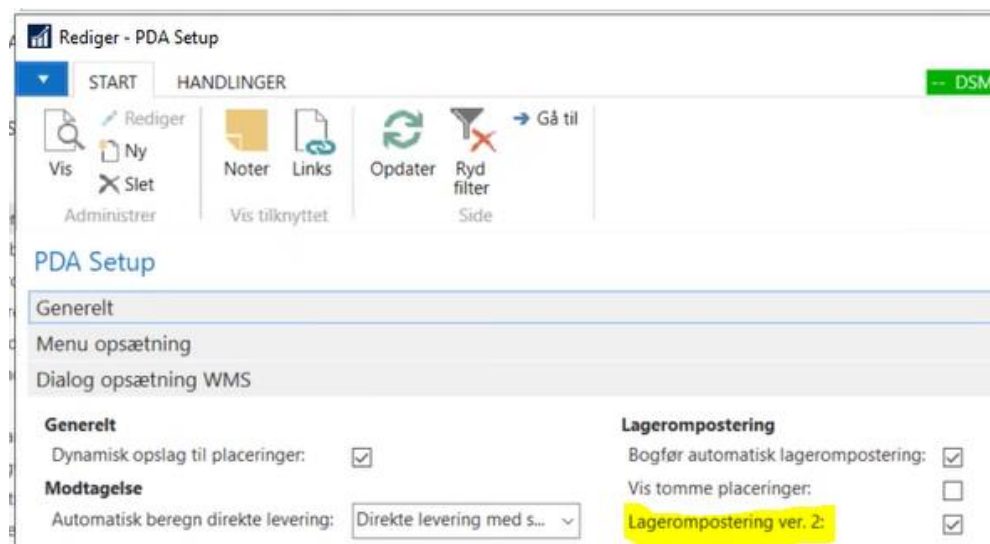 Rediger - PDA Setup
START HANDLINGER
-- DSM
Vis
Rediger
Ny
Slet
Administrer
Noter
Links
Vis tilknyttet
Opdater
Ryd
filter
Gå til
Side
PDA Setup
Generelt
Menu opsætning
Dialog opsætning WMS
Generelt
Dynamisk opslag til placeringer:
Modtagelse
Automatisk beregn direkte levering: Direkte levering med s...
Lagerompostering
Bogfør automatisk lagerompostering:
Vis tomme placeringer:
Lagerompostering ver. 2: